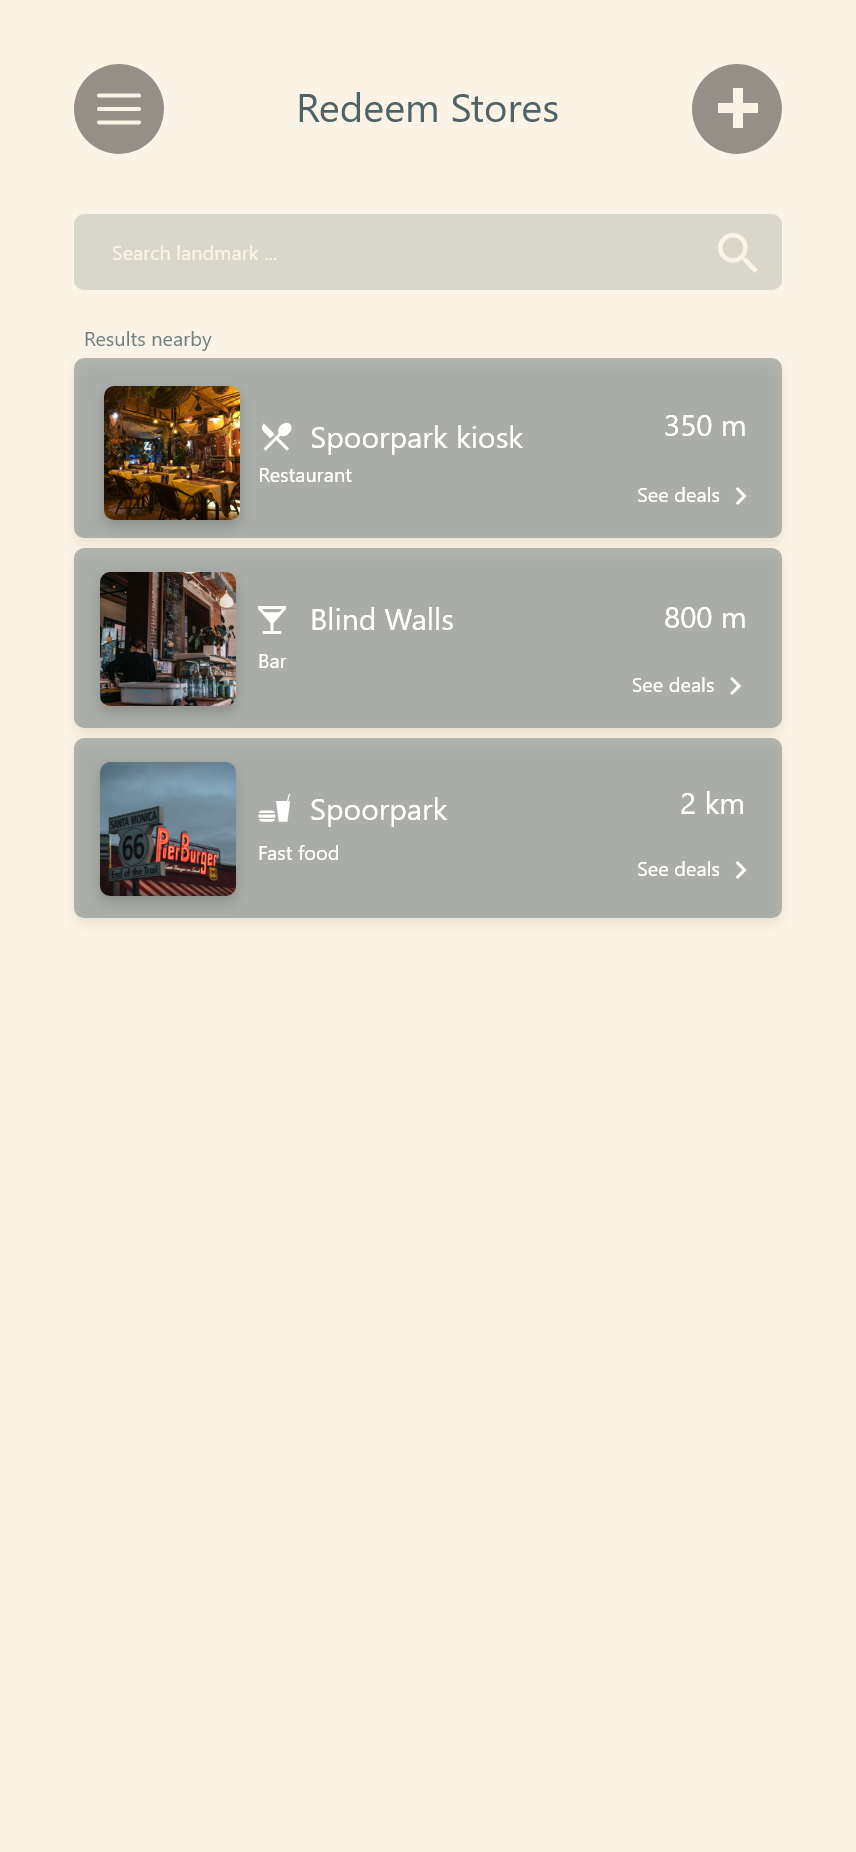 Redeem Stores
Search landmark ...
Results nearby
Spoorpark kiosk
350 m
Restaurant
See deals
Blind Walls
800 m
Bar
See deals
SANTA MONICA
66
End of the Trail
PierBurger
Spoorpark
2 km
Fast food
See deals